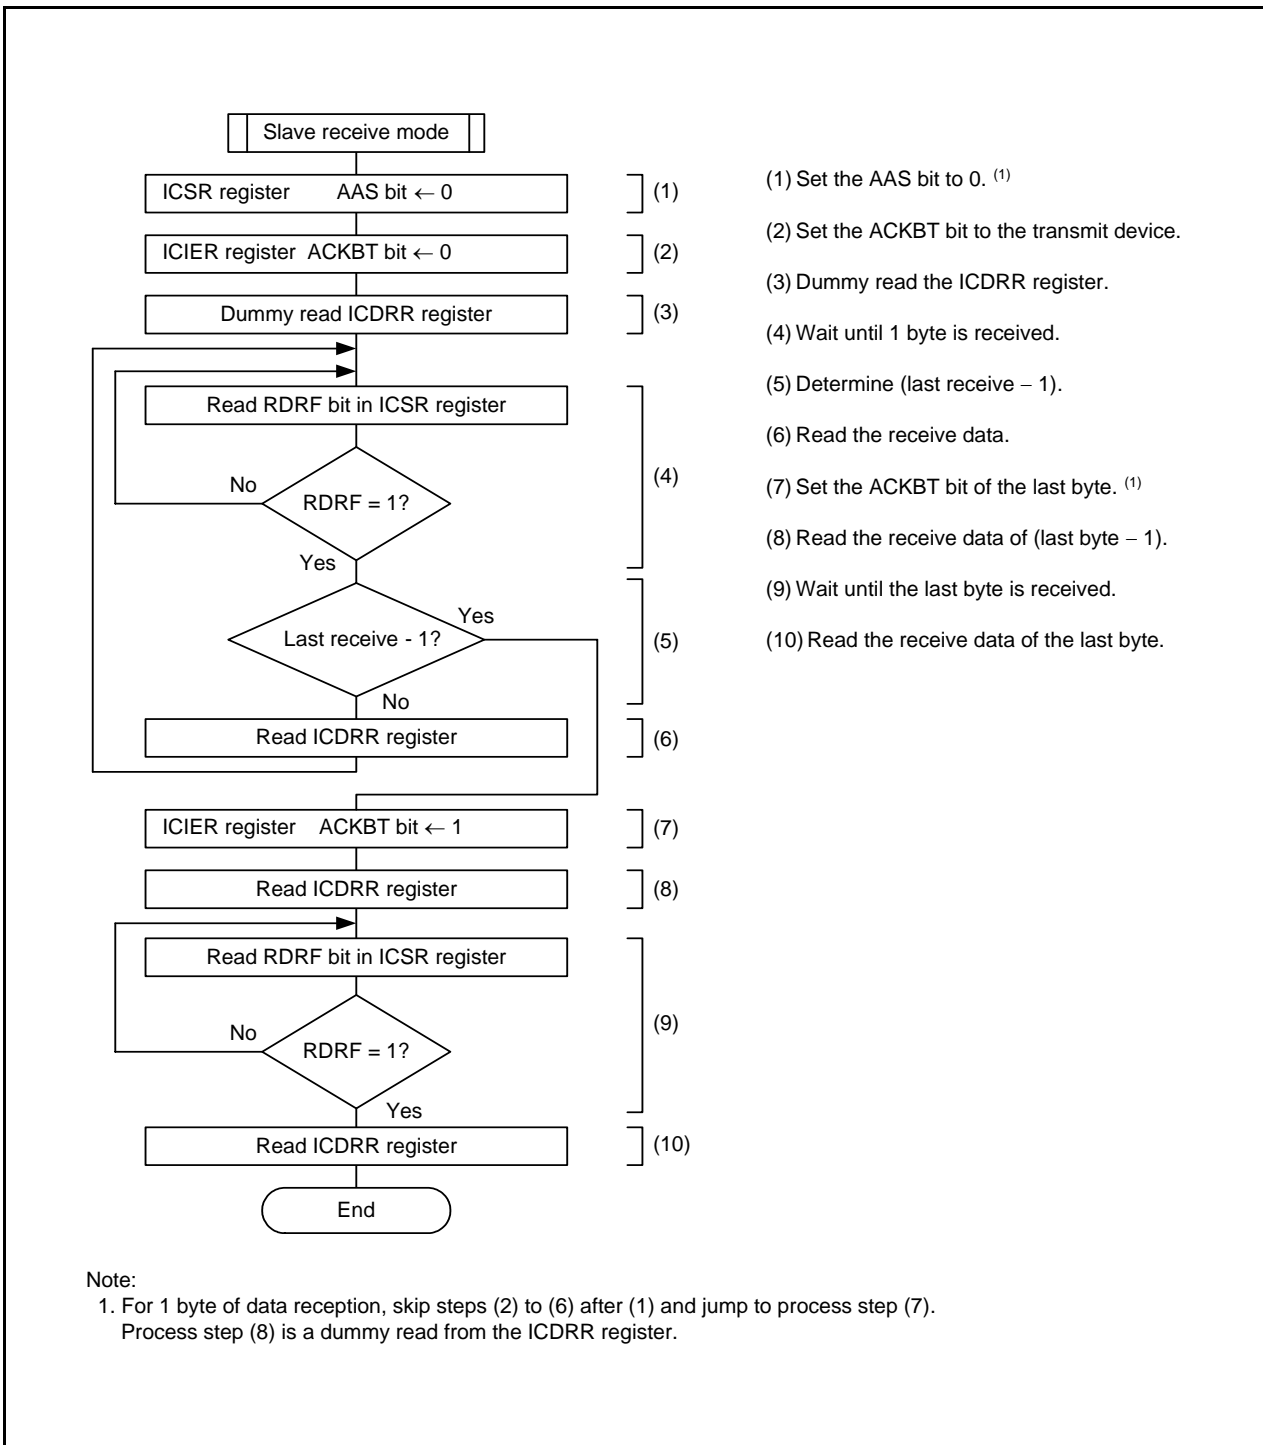 Slave receive mode
ICSR register AAS bit ← 0
(1)
ICIER register ACKBT bit ← 0
(2)
Dummy read ICDRR register
(3)
Read RDRF bit in ICSR register
No
RDRF = 1?
(4)
Yes
Last receive - 1?
Yes
(5)
No
Read ICDRR register
(6)
ICIER register ACKBT bit ← 1
(7)
Read ICDRR register
(8)
Read RDRF bit in ICSR register
No
RDRF = 1?
(9)
Yes
Read ICDRR register
(10)
End
(1) Set the AAS bit to 0. (1)
(2) Set the ACKBT bit to the transmit device.
(3) Dummy read the ICDRR register.
(4) Wait until 1 byte is received.
(5) Determine (last receive − 1).
(6) Read the receive data.
(7) Set the ACKBT bit of the last byte. (1)
(8) Read the receive data of (last byte − 1).
(9) Wait until the last byte is received.
(10) Read the receive data of the last byte.
Note:
1. For 1 byte of data reception, skip steps (2) to (6) after (1) and jump to process step (7).
Process step (8) is a dummy read from the ICDRR register.